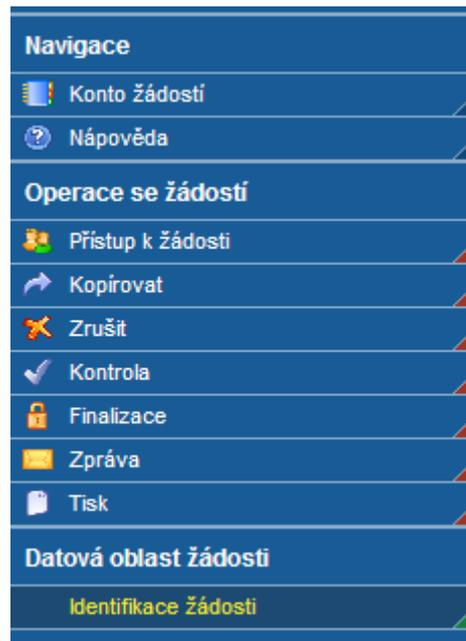 Navigace
Konto žádostí
Nápověda
Operace se žádostí
Přístup k žádosti
Kopírovat
Zrušit
Kontrola
Finalizace
Zpráva
Tisk
Datová oblast žádosti
Identifikace žádosti